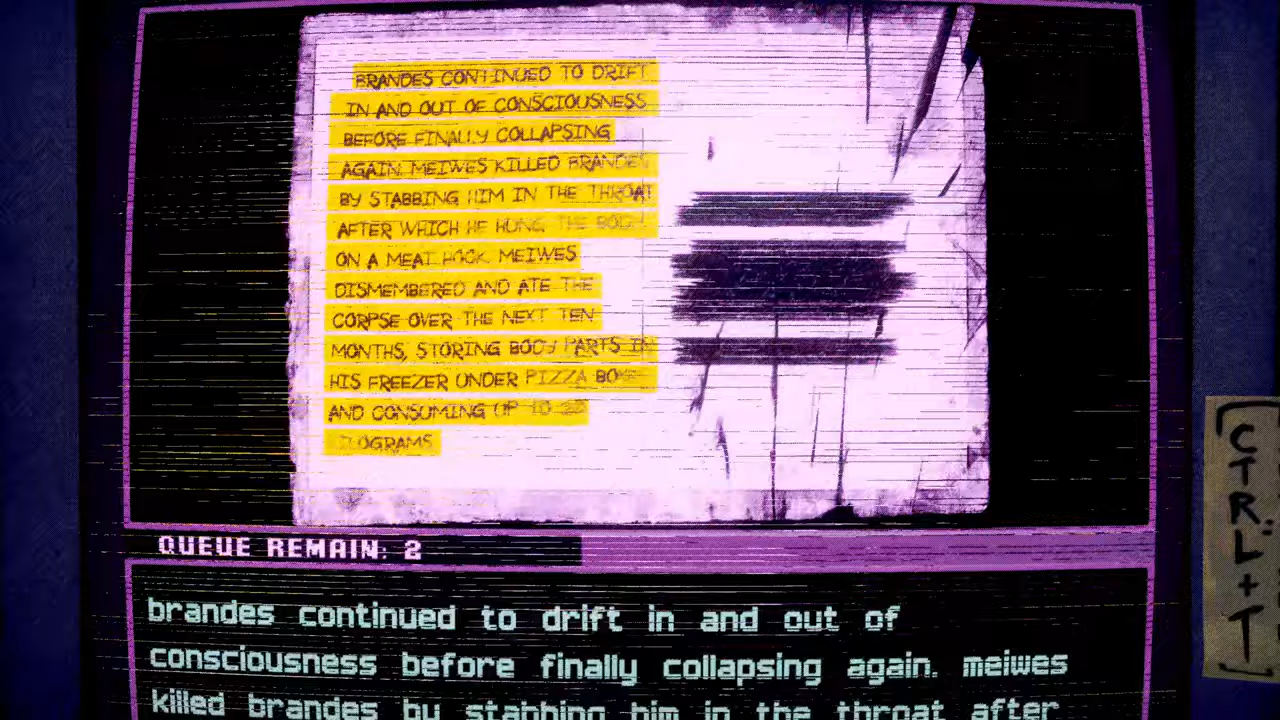 BRANDES CONTINUED TO DRIFT
IN AND OUT OF CONSCIOUSNESS
BEFORE FINALLY COLLAPSING
AGAIN. MEIWES KILLED BRANDES
BY STABBING HIM IN THE THROAT
AFTER WHICH HE HUNG THE BODY
ON A MEAT HOOK. MEIWES
DISMEMBERED AND ATE THE
CORPSE OVER THE NEXT TEN
MONTHS, STORING BODY PARTS IN
HIS FREEZER UNDER PIZZA
AND CONSUMING UP TO
QUEUE REMAIN: 2
brandes continued to drift in and out of
consciousness before finally collapsing again. meiwes
killed brandes by stabbing him in the throat after
[CTRL+T]